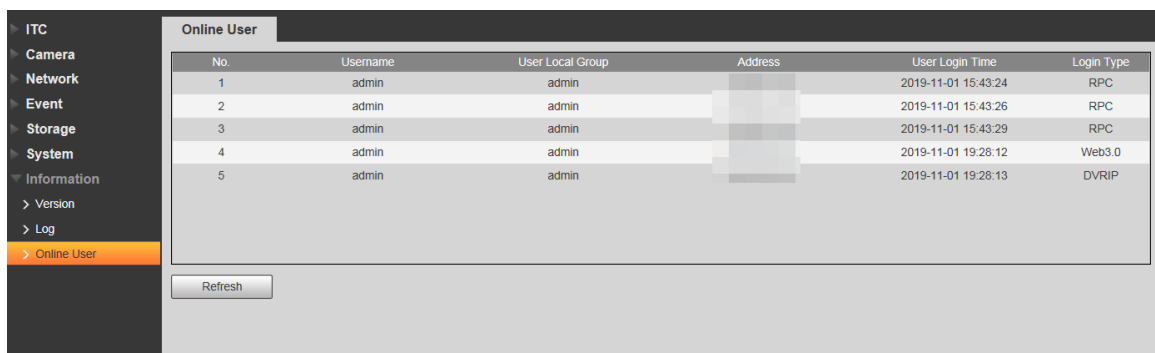 ITC
Camera
Network
Event
Storage
System
Information
Version
Log
Online User
Online User
No. Username User Local Group Address User Login Time Login Type
1 admin admin 2019-11-01 15:43:24 RPC
2 admin admin 2019-11-01 15:43:26 RPC
3 admin admin 2019-11-01 15:43:29 RPC
4 admin admin 2019-11-01 19:28:12 Web3.0
5 admin admin 2019-11-01 19:28:13 DVRIP
Refresh